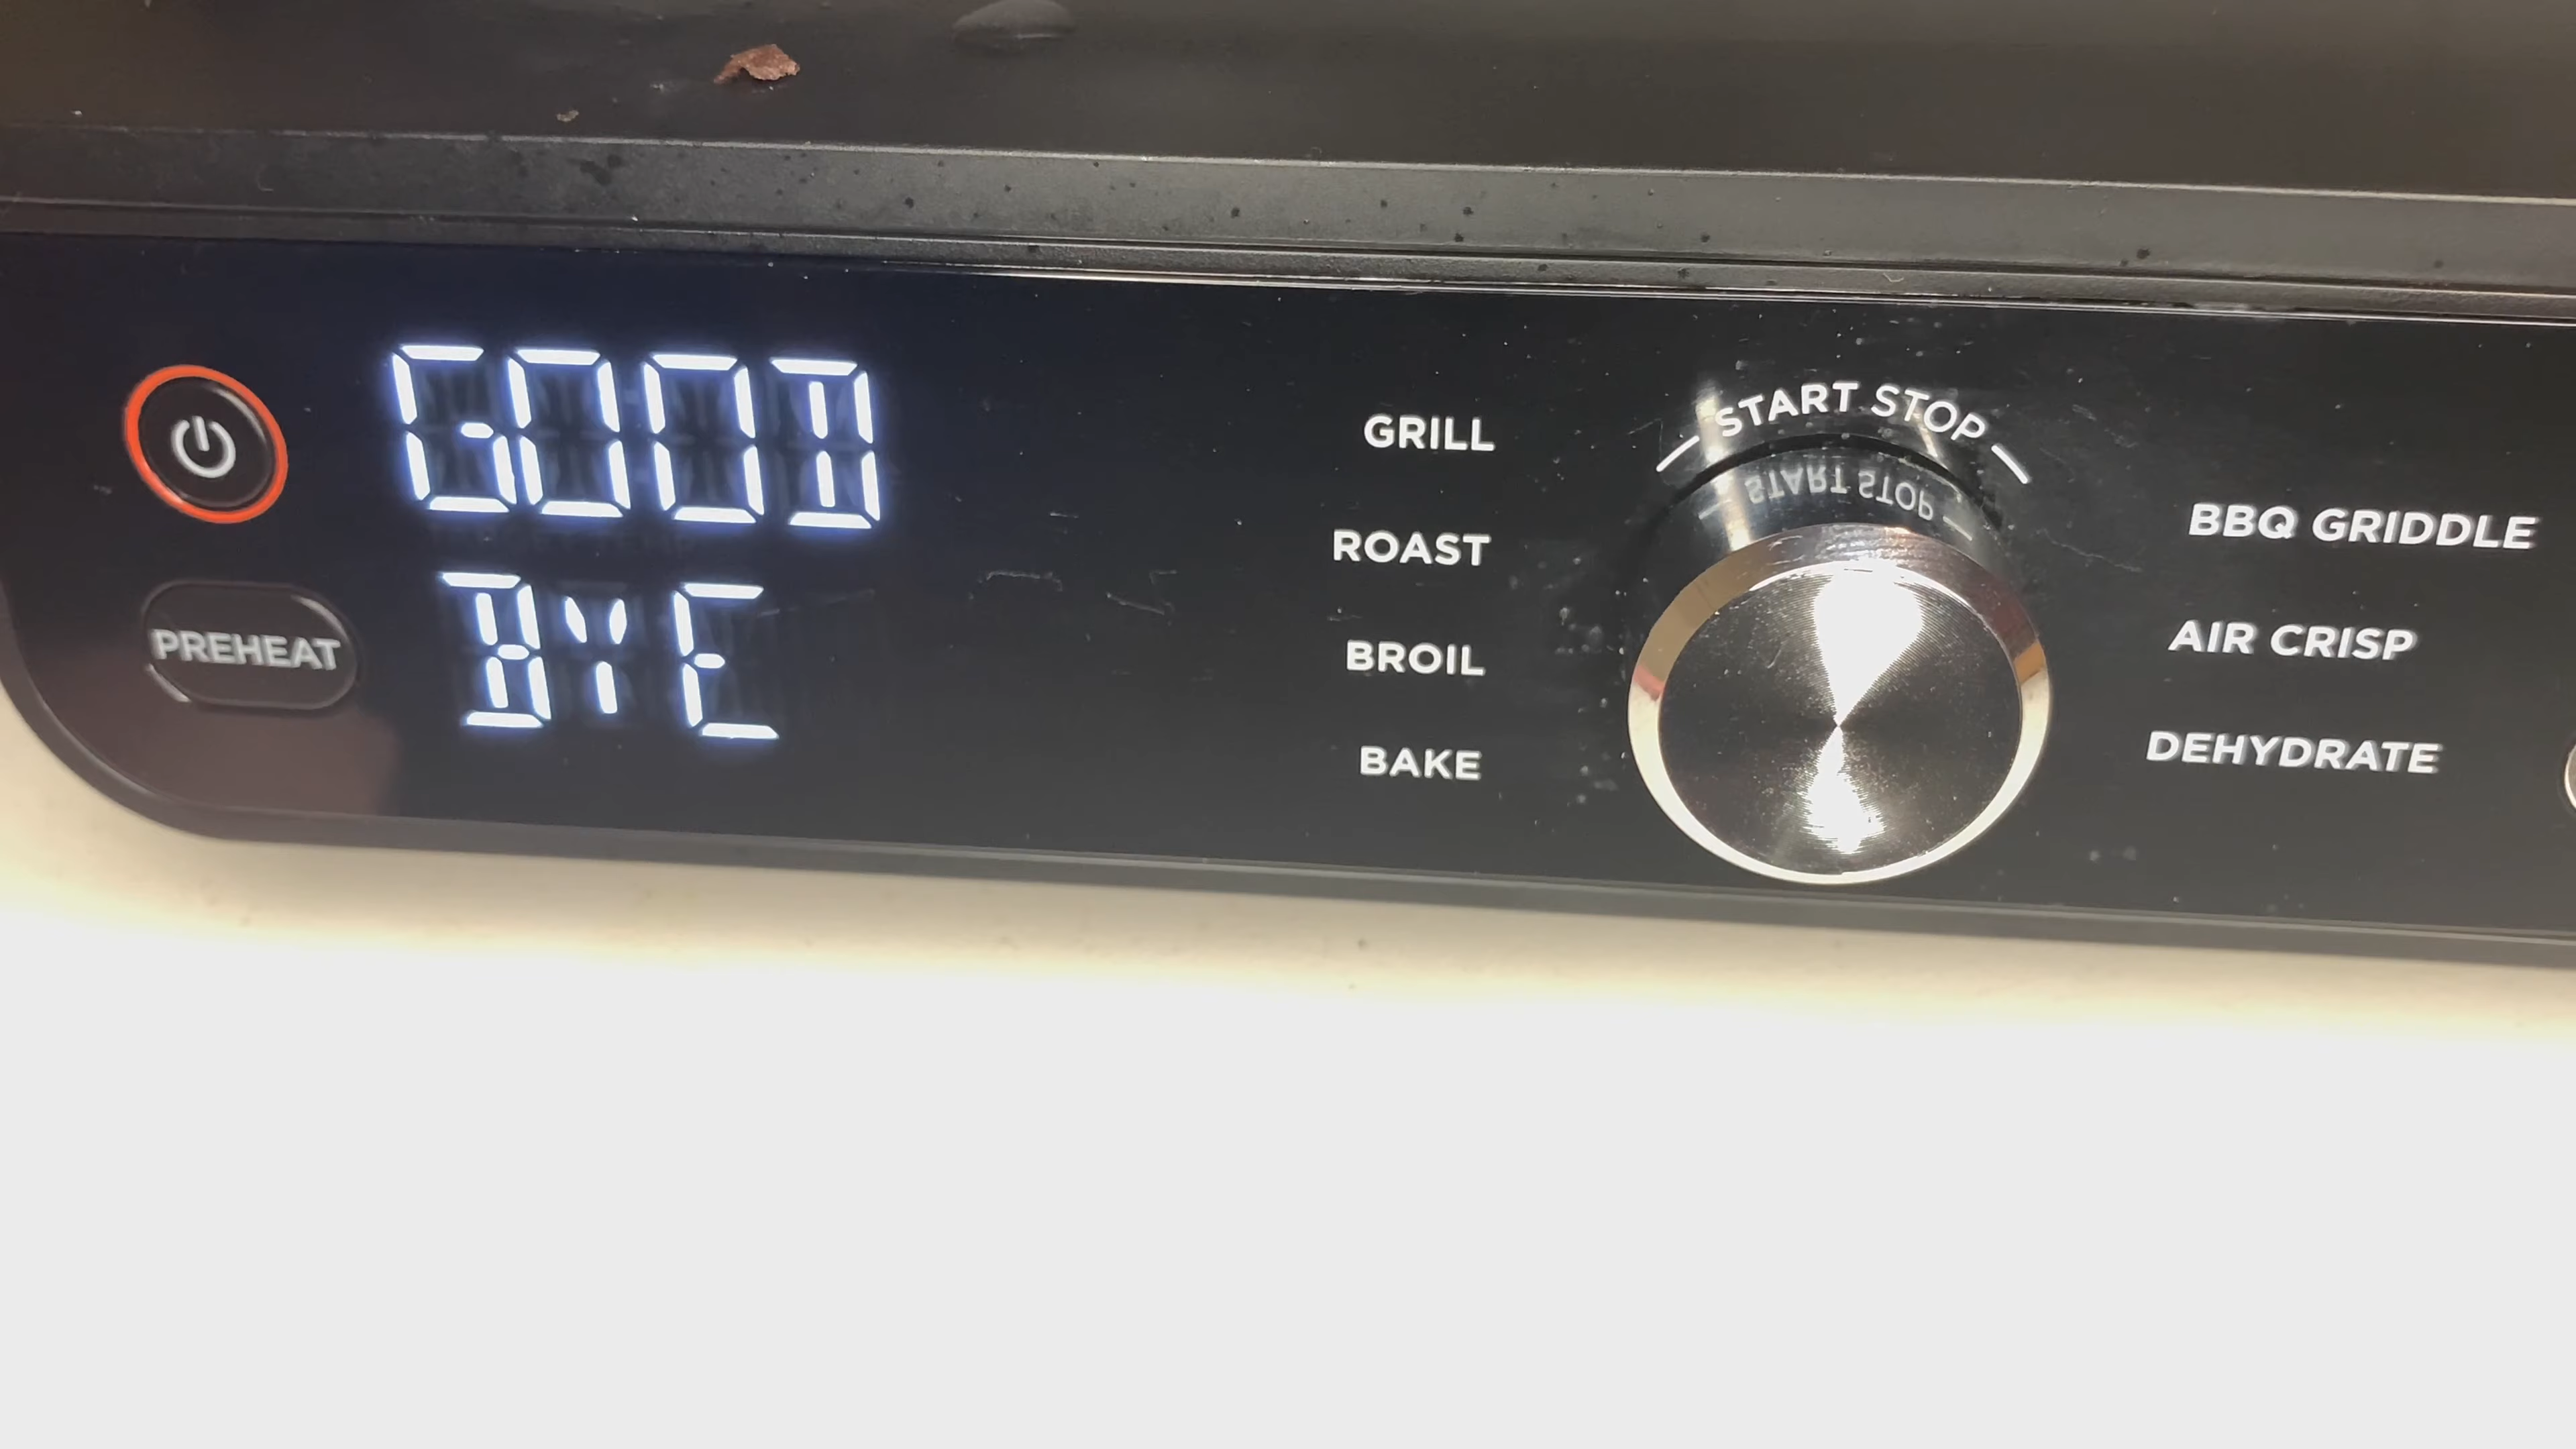 GOOD
BYE
PREHEAT
GRILL
ROAST
BROIL
BAKE
START STOP
START STOP
BBQ GRIDDLE
AIR CRISP
DEHYDRATE